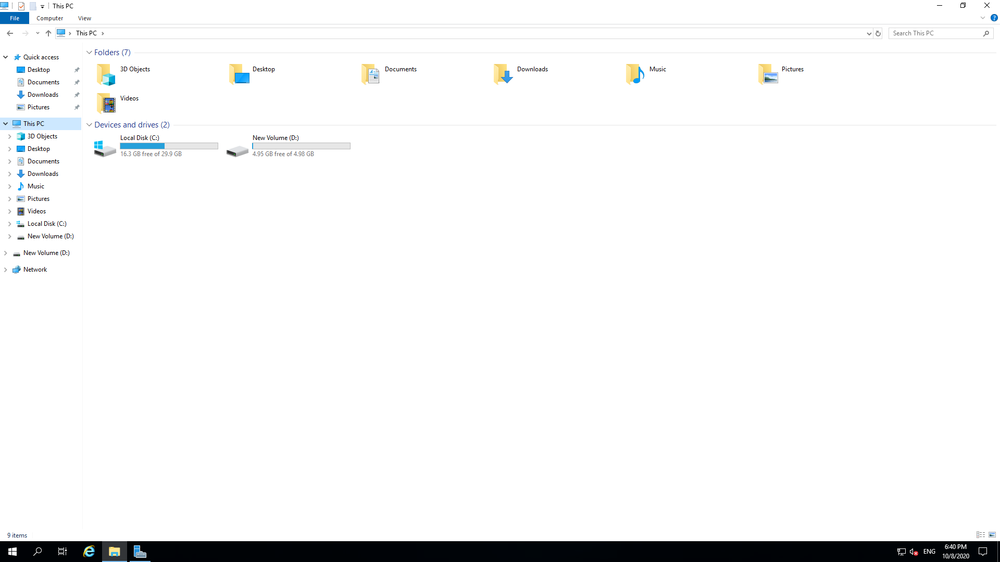 This PC
File
Computer
View
This PC
Search This PC
Quick access
Desktop
Documents
Downloads
Pictures
This PC
3D Objects
Desktop
Documents
Downloads
Music
Pictures
Videos
Local Disk (C:)
New Volume (D:)
New Volume (D:)
Network
Folders (7)
3D Objects
Desktop
Documents
Downloads
Music
Pictures
Videos
Devices and drives (2)
Local Disk (C:)
16.3 GB free of 29.9 GB
New Volume (D:)
4.95 GB free of 4.98 GB
9 items
ENG
6:40 PM
10/8/2020